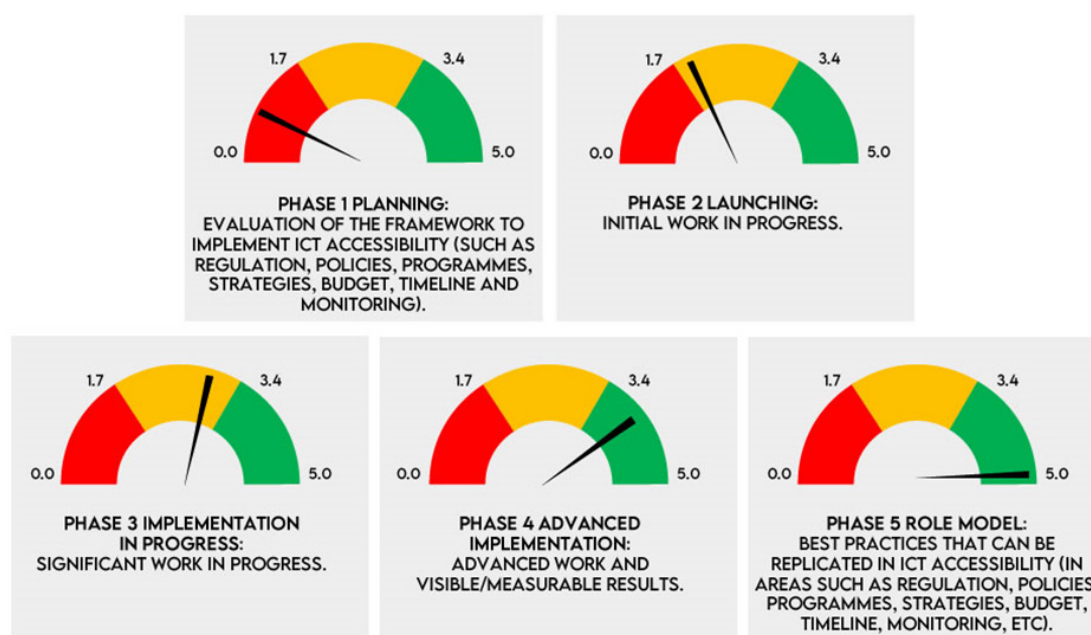 1.7
3.4
0.0
5.0
PHASE 1 PLANNING:
EVALUATION OF THE FRAMEWORK TO
IMPLEMENT ICT ACCESSIBILITY (SUCH AS
REGULATION, POLICIES, PROGRAMMES,
STRATEGIES, BUDGET, TIMELINE AND
MONITORING).
1.7
3.4
0.0
5.0
PHASE 2 LAUNCHING:
INITIAL WORK IN PROGRESS.
1.7
3.4
0.0
5.0
PHASE 3 IMPLEMENTATION
IN PROGRESS:
SIGNIFICANT WORK IN PROGRESS.
1.7
3.4
0.0
5.0
PHASE 4 ADVANCED
IMPLEMENTATION:
ADVANCED WORK AND
VISIBLE/MEASURABLE RESULTS.
1.7
3.4
0.0
5.0
PHASE 5 ROLE MODEL:
BEST PRACTICES THAT CAN BE
REPLICATED IN ICT ACCESSIBILITY (IN
AREAS SUCH AS REGULATION, POLICIES
PROGRAMMES, STRATEGIES, BUDGET,
TIMELINE, MONITORING, ETC).